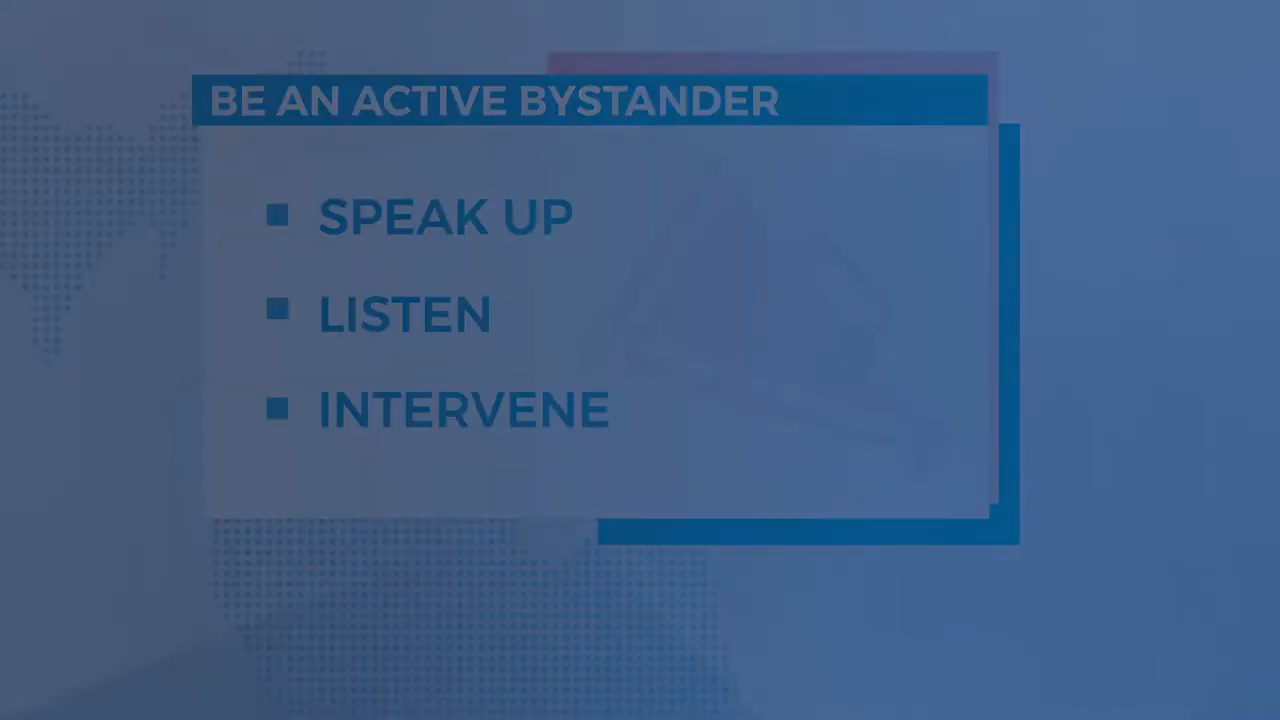 BE AN ACTIVE BYSTANDER
SPEAK UP
LISTEN
INTERVENE